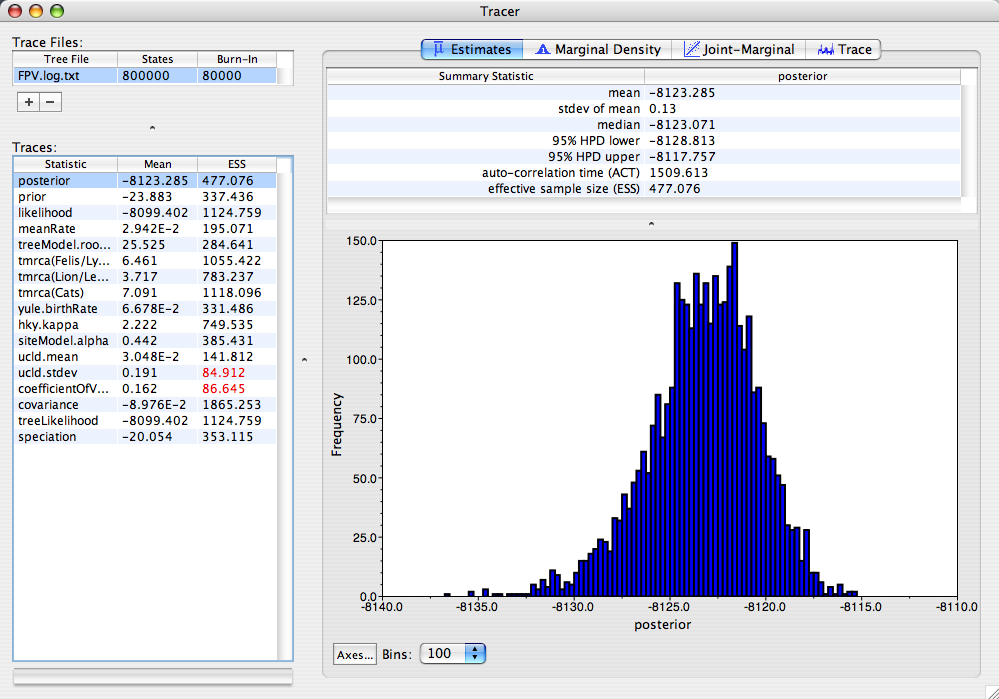 Tracer
Trace Files:
Tree File States Burn-In
FPV.log.txt 800000 80000
+ −
Traces:
Statistic Mean ESS
posterior -8123.285 477.076
prior -23.883 337.436
likelihood -8099.402 1124.759
meanRate 2.942E-2 195.071
treeModel.roo... 25.525 284.641
tmrca(Felis/Ly... 6.461 1055.422
tmrca(Lion/Le... 3.717 783.237
tmrca(Cats) 7.091 1118.096
yule.birthRate 6.678E-2 331.486
hky.kappa 2.222 749.535
siteModel.alpha 0.442 385.431
ucld.mean 3.048E-2 141.812
ucld.stdev 0.191 84.912
coefficientOfV... 0.162 86.645
covariance -8.976E-2 1865.253
treeLikelihood -8099.402 1124.759
speciation -20.054 353.115
Estimates Marginal Density Joint-Marginal Trace
Summary Statistic posterior
mean -8123.285
stdev of mean 0.13
median -8123.071
95% HPD lower -8128.813
95% HPD upper -8117.757
auto-correlation time (ACT) 1509.613
effective sample size (ESS) 477.076
150.0
125.0
100.0
75.0
50.0
25.0
0.0
Frequency
-8140.0 -8135.0 -8130.0 -8125.0 -8120.0 -8115.0 -8110.0
posterior
Axes... Bins: 100